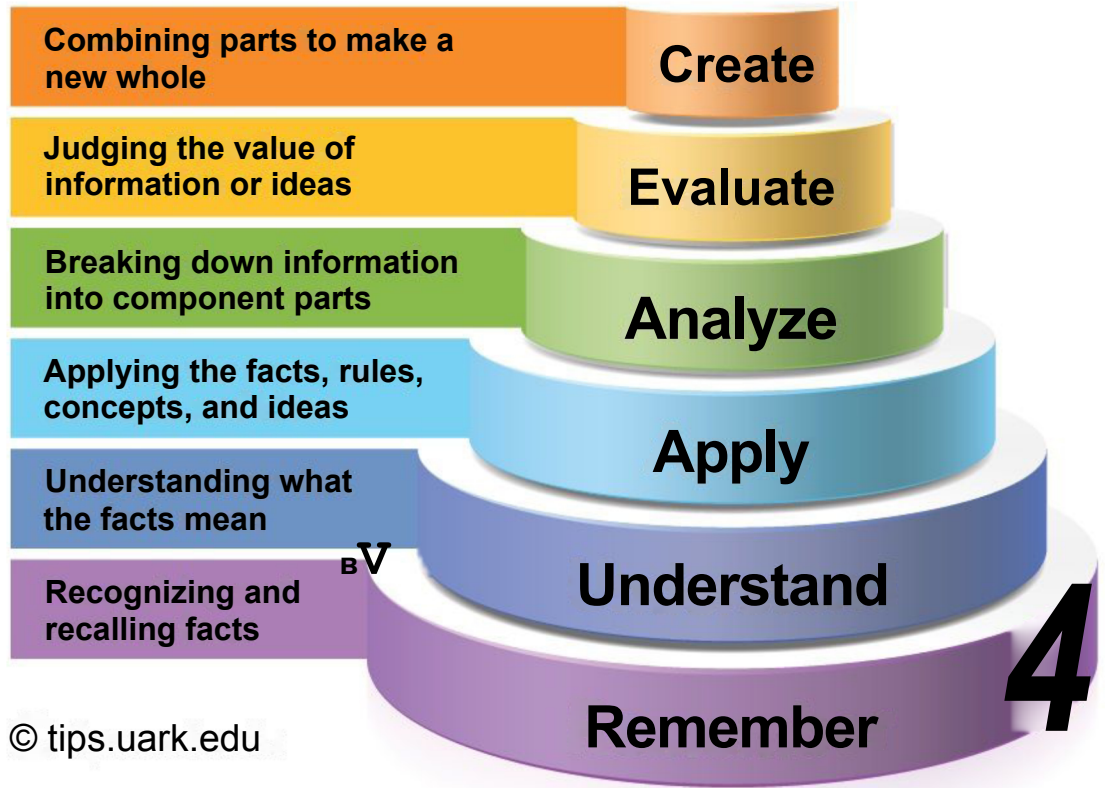 Combining parts to make a
new whole
Create
Judging the value of
information or ideas
Evaluate
Breaking down information
into component parts
Analyze
Applying the facts, rules,
concepts, and ideas
Apply
Understanding what
the facts mean
Understand
BV
Recognizing and
recalling facts
Remember
4
© tips.uark.edu